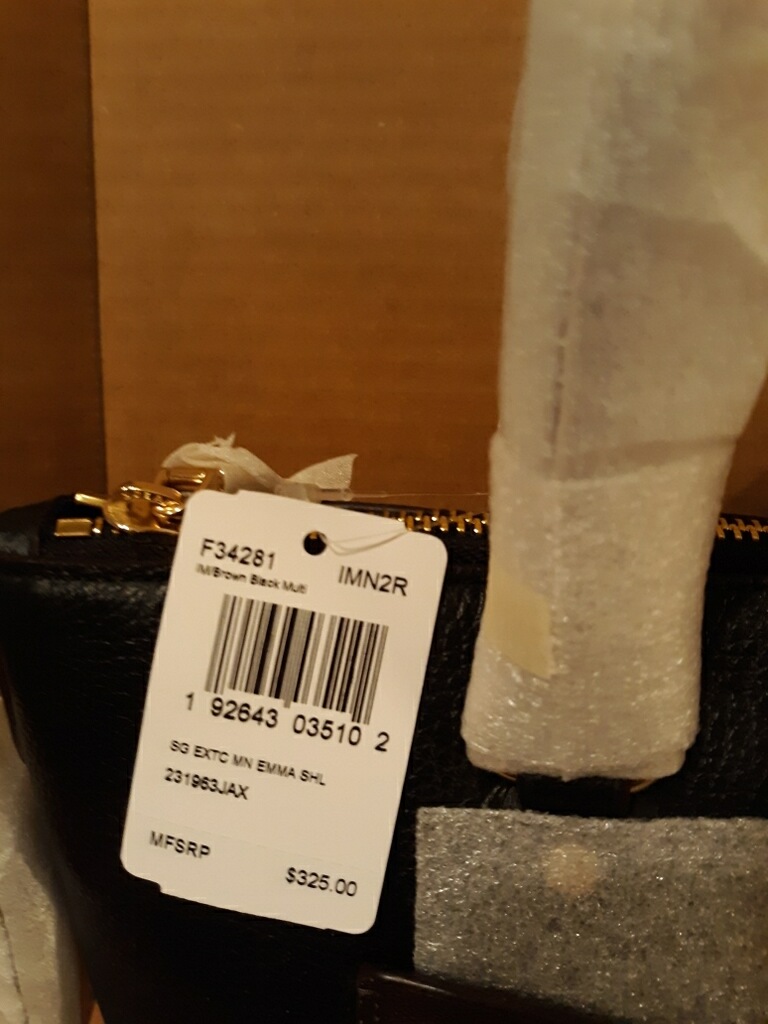 F34281
IM/Brown Black Multi
IMN2R
1 92643 03510 2
SG EXTC MN EMMA SHL
231963JAX
MFSRP
$325.00